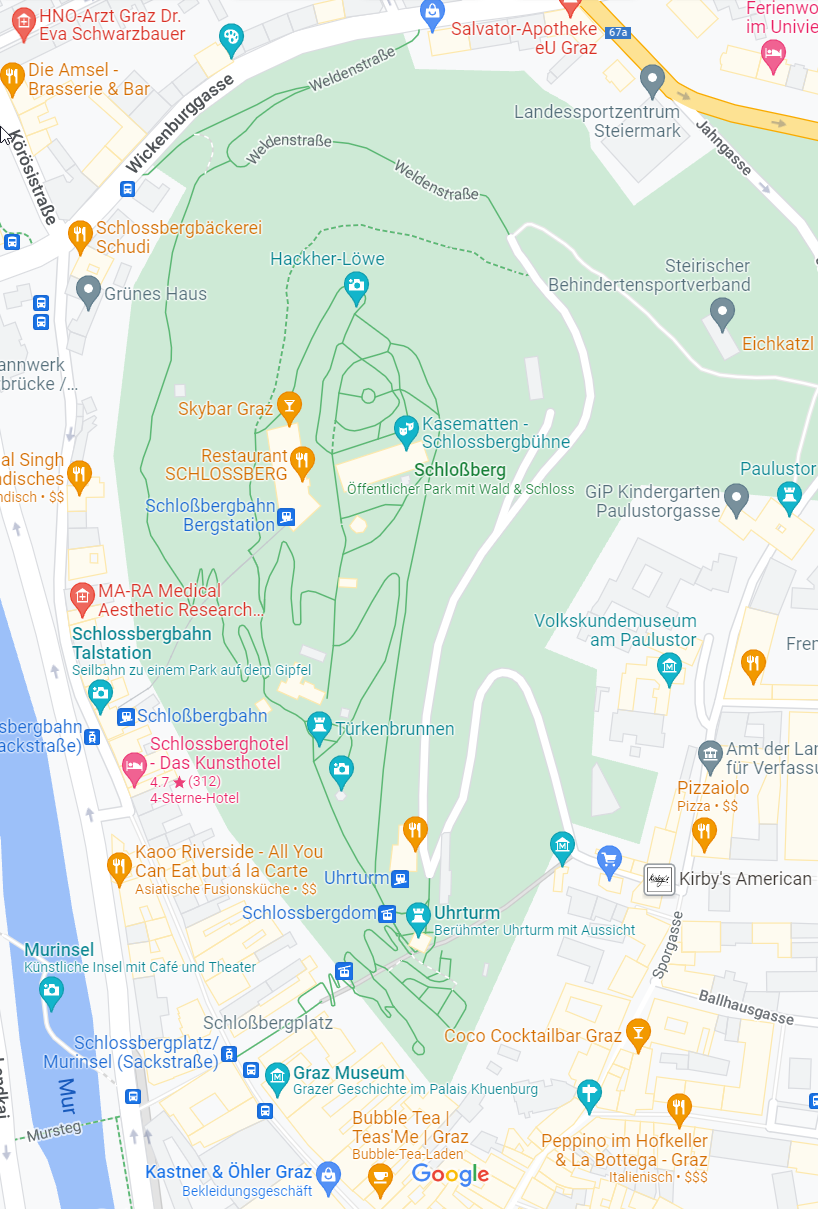 HNO-Arzt Graz Dr.
Eva Schwarzbauer
Salvator-Apotheke
eU Graz
67a
Ferienwo
im Univie
Die Amsel -
Brasserie & Bar
Weldenstraße
Wickenburggasse
Landessportzentrum
Steiermark
Jahngasse
Körösistraße
Weldenstraße
Weldenstraße
Schlossbergbäckerei
Schudi
Hackher-Löwe
Steirischer
Behindertensportverband
Grünes Haus
Eichkatzl
annwerk
brücke /...
Skybar Graz
Kasematten -
Schlossbergbühne
Restaurant
SCHLOSSBERG
al Singh
disches
disch • $$
Schloßberg
Öffentlicher Park mit Wald & Schloss
Paulustor
GiP Kindergarten
Paulustorgasse
Schloßbergbahn
Bergstation
MA-RA Medical
Aesthetic Research...
Schlossbergbahn
Talstation
Seilbahn zu einem Park auf dem Gipfel
Volkskundemuseum
am Paulustor
Frem
Schloßbergbahn
sbergbahn
ackstraße)
Türkenbrunnen
Schlossberghotel
- Das Kunsthotel
4.7 ★ (312)
4-Sterne-Hotel
Amt der Lan
für Verfassu
Pizzaiolo
Pizza • $$
Kaoo Riverside - All You
Can Eat but á la Carte
Asiatische Fusionsküche • $$
Uhrturm
Kirby's American
Schlossbergdom
Uhrturm
Berühmter Uhrturm mit Aussicht
Sporgasse
Murinsel
Künstliche Insel mit Café und Theater
Ballhausgasse
Schloßbergplatz
Coco Cocktailbar Graz
Schlossbergplatz/
Murinsel (Sackstraße)
Graz Museum
Grazer Geschichte im Palais Khuenburg
Lendkai
Mur
Mursteg
Bubble Tea |
Teas'Me | Graz
Bubble-Tea-Laden
Peppino im Hofkeller
& La Bottega - Graz
Italienisch • $$$
Kastner & Öhler Graz
Bekleidungsgeschäft
Google